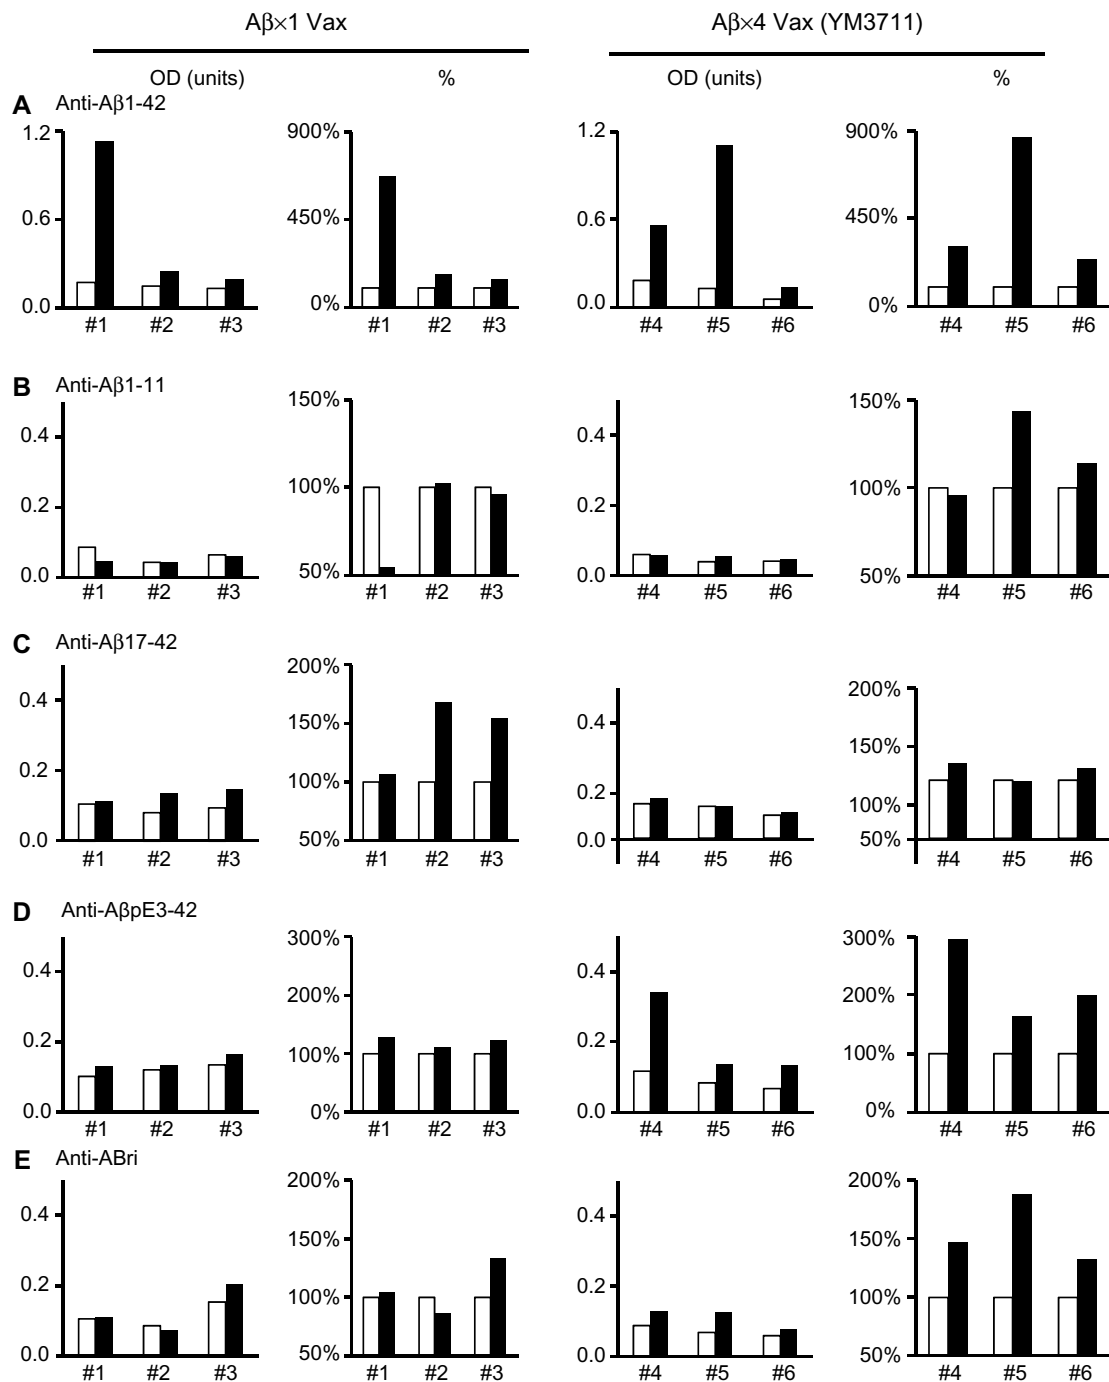 Aβ×1 Vax Aβ×4 Vax (YM3711)
OD (units) % OD (units) %
A Anti-Aβ1-42
1.2 900% 1.2 900%
0.6 450% 0.6 450%
0.0 0% 0.0 0%
#1 #2 #3 #1 #2 #3 #4 #5 #6 #4 #5 #6
B Anti-Aβ1-11
0.4 150% 0.4 150%
0.2 100% 0.2 100%
0.0 50% 0.0 50%
#1 #2 #3 #1 #2 #3 #4 #5 #6 #4 #5 #6
C Anti-Aβ17-42
0.4 200% 0.4 200%
150% 150%
0.2 100% 0.2 100%
0.0 50% 0.0 50%
#1 #2 #3 #1 #2 #3 #4 #5 #6 #4 #5 #6
D Anti-AβpE3-42
0.4 300% 0.4 300%
200% 200%
0.2 100% 0.2 100%
0.0 0% 0.0 0%
#1 #2 #3 #1 #2 #3 #4 #5 #6 #4 #5 #6
E Anti-ABri
0.4 200% 0.4 200%
150% 150%
0.2 100% 0.2 100%
0.0 50% 0.0 50%
#1 #2 #3 #1 #2 #3 #4 #5 #6 #4 #5 #6